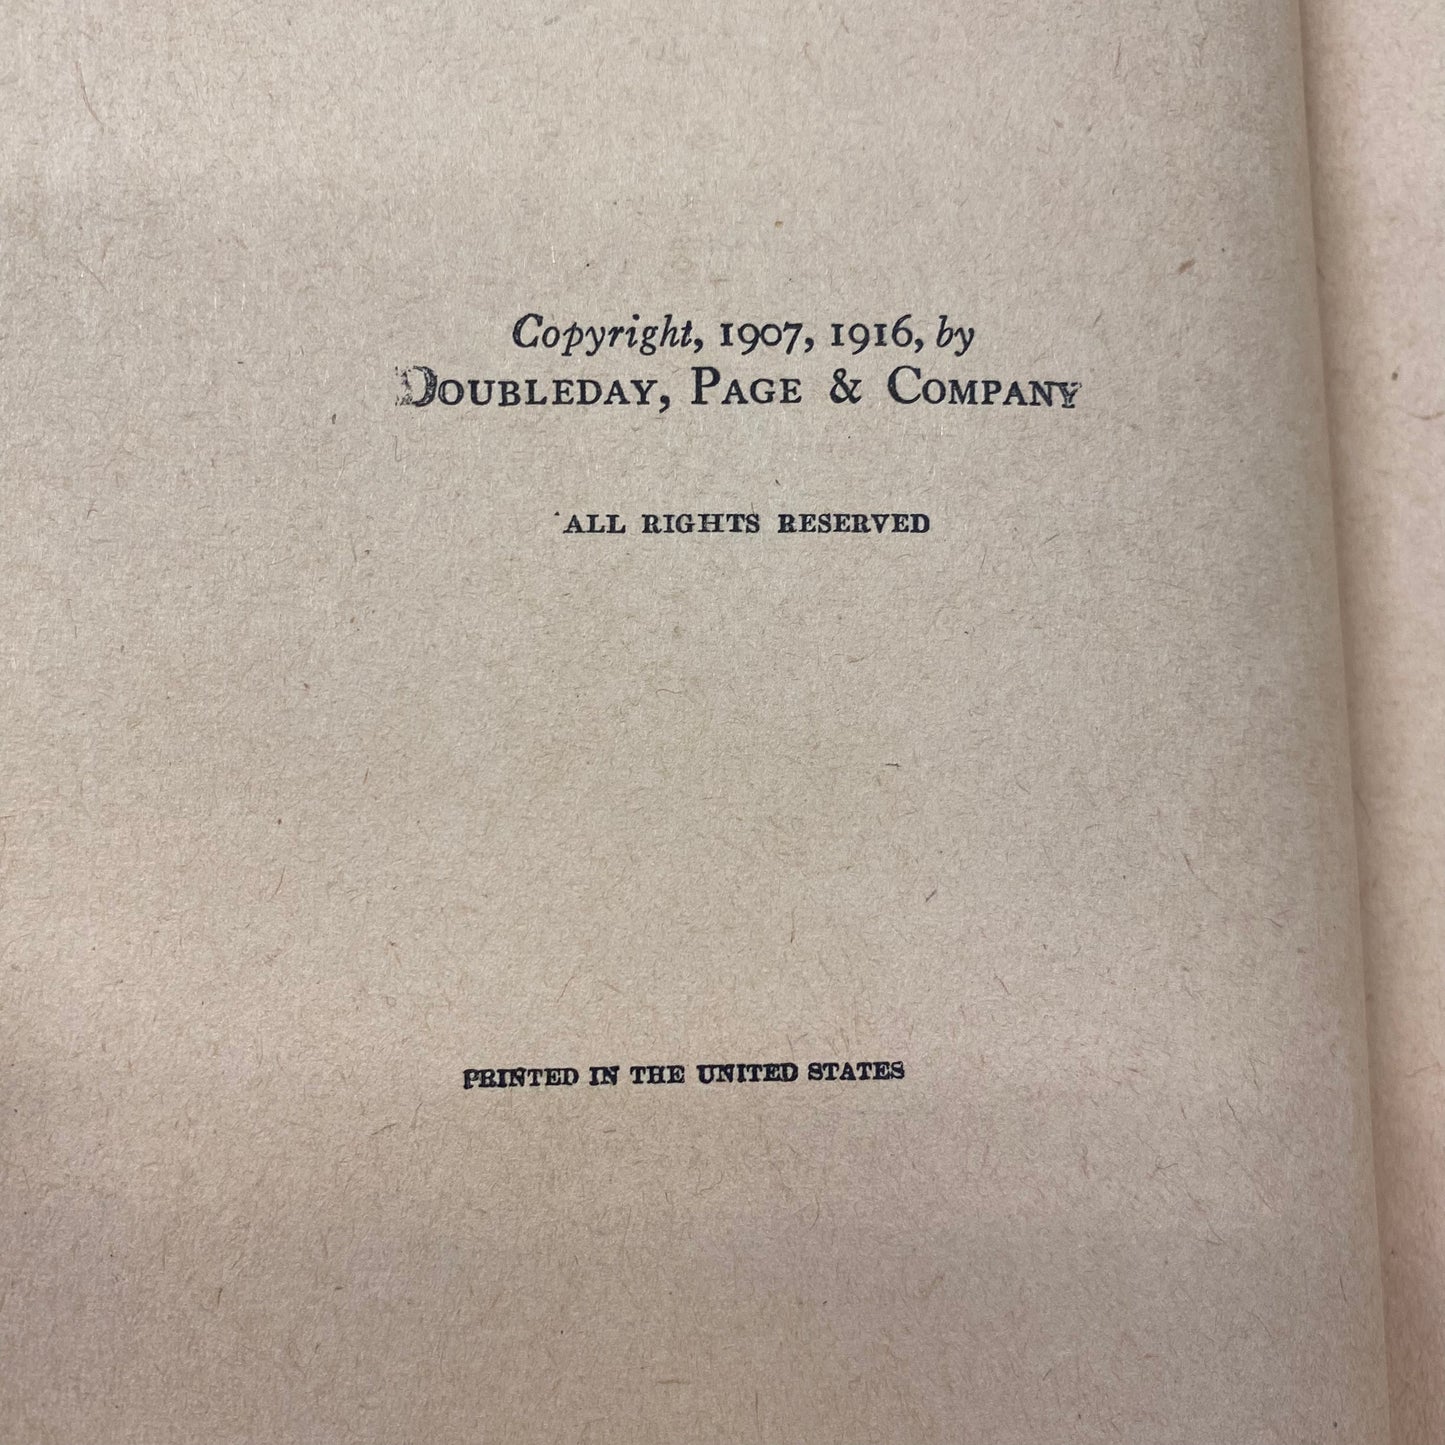 Copyright, 1907, 1916, by
DOUBLEDAY, PAGE & COMPANY
ALL RIGHTS RESERVED
PRINTED IN THE UNITED STATES